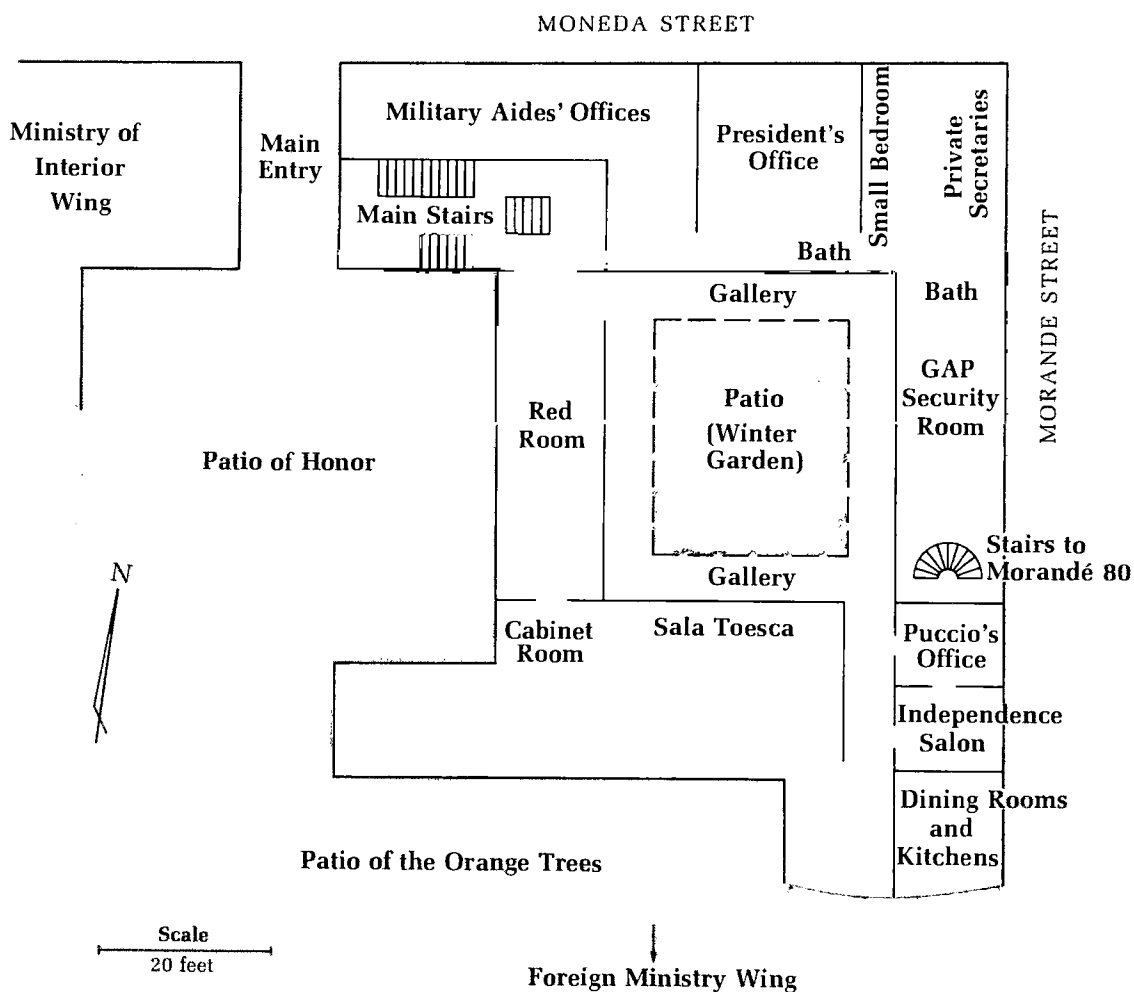 MONEDA STREET
Ministry of
Interior
Wing
Main
Entry
Military Aides' Offices
Main Stairs
President's
Office
Small Bedroom
Private
Secretaries
Bath
Gallery
Bath
MORANDE STREET
GAP
Security
Room
Red
Room
Patio
(Winter
Garden)
Patio of Honor
Stairs to
Morandé 80
N
Gallery
Cabinet
Room
Sala Toesca
Puccio's
Office
Independence
Salon
Dining Rooms
and
Kitchens
Patio of the Orange Trees
Scale
20 feet
Foreign Ministry Wing